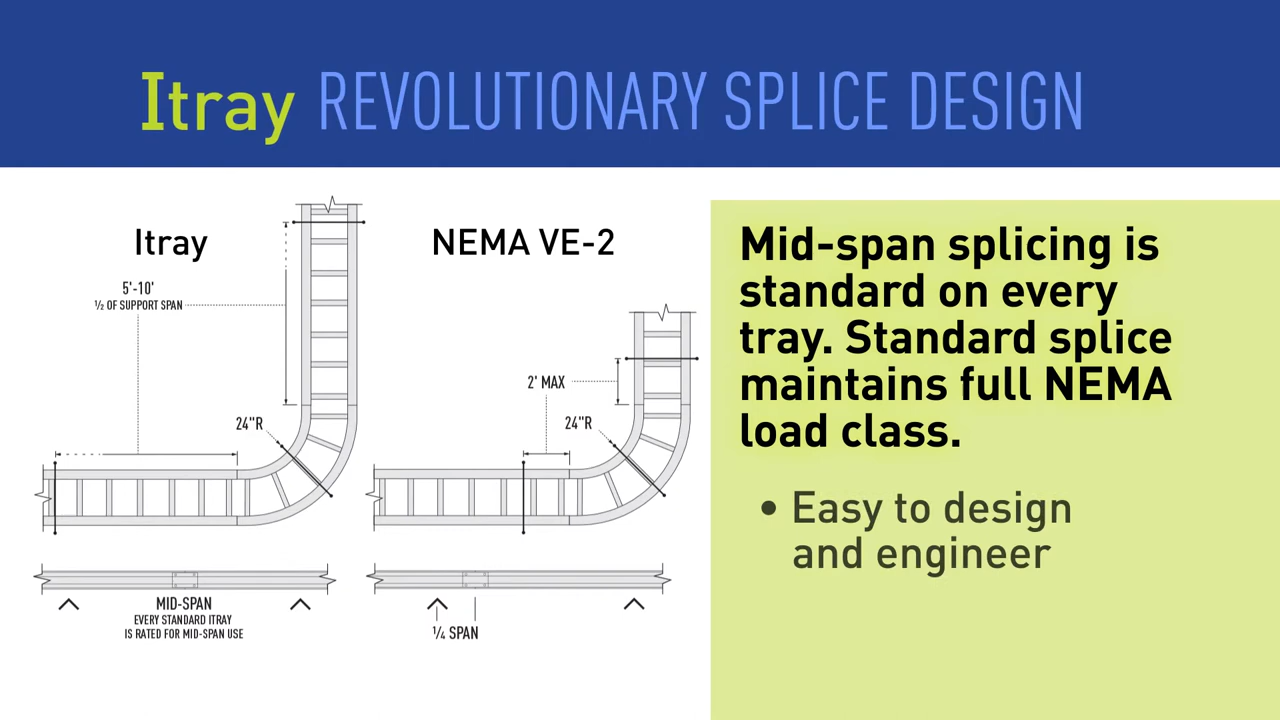 Itray REVOLUTIONARY SPLICE DESIGN
Itray
5'-10'
½ OF SUPPORT SPAN
24"R
MID-SPAN
EVERY STANDARD ITRAY
IS RATED FOR MID-SPAN USE
NEMA VE-2
2' MAX
24"R
¼ SPAN
Mid-span splicing is
standard on every
tray. Standard splice
maintains full NEMA
load class.
• Easy to design
and engineer